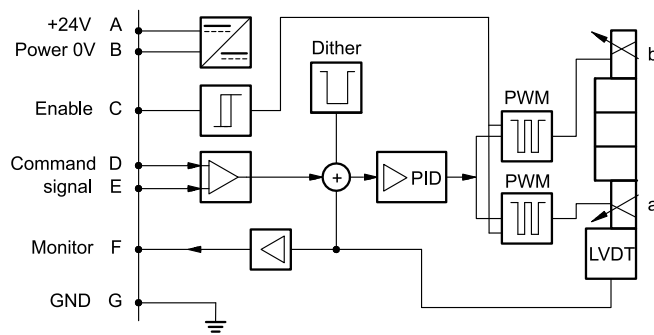 +24V A
Power 0V B
Dither
b
Enable C
PWM
Command D
signal E
PID
PWM
a
Monitor F
LVDT
GND G
+